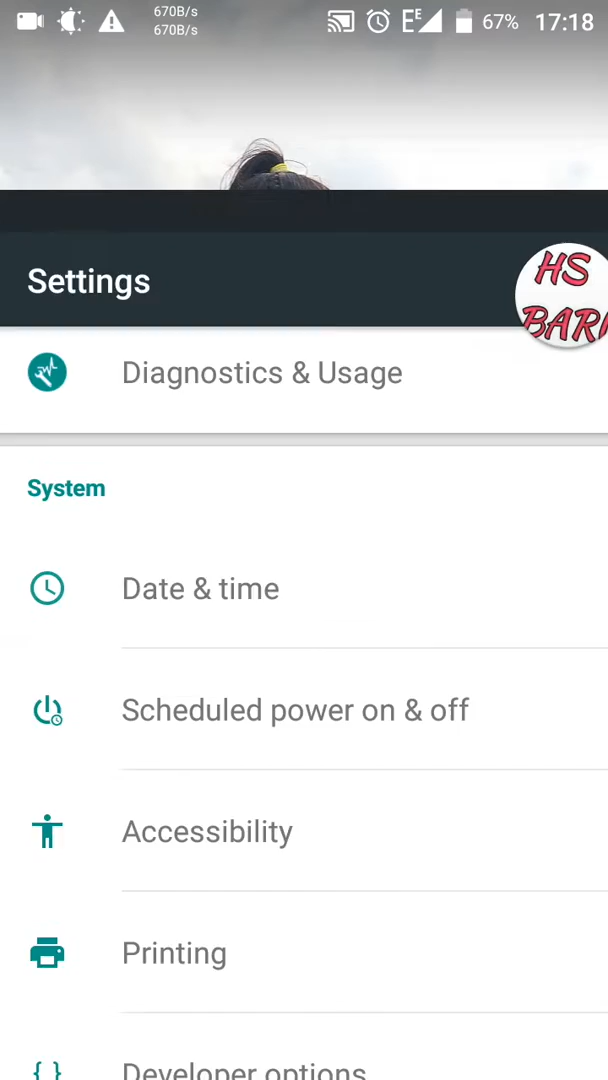 670B/s
670B/s
E E 67% 17:18
Settings
HS
BARI
Diagnostics & Usage
System
Date & time
Scheduled power on & off
Accessibility
Printing
Developer options